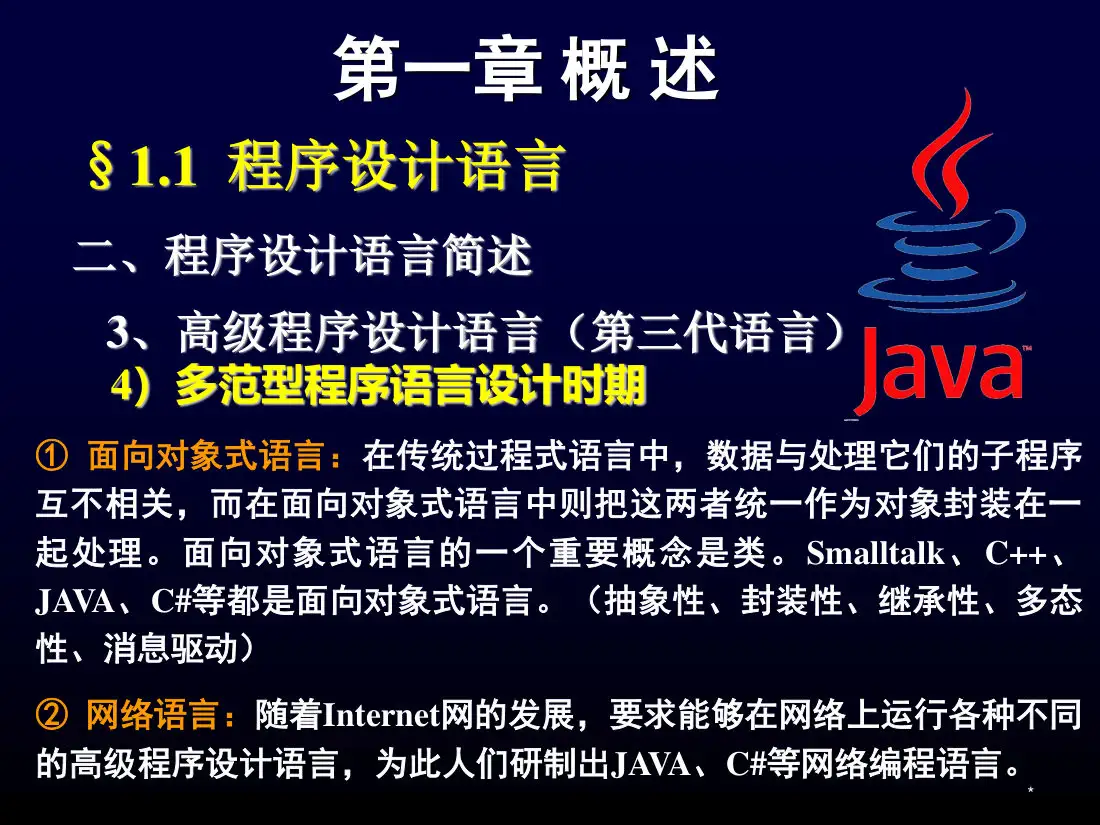 第一章 概 述
§1.1 程序设计语言
二、程序设计语言简述
3、高级程序设计语言（第三代语言）
4）多范型程序语言设计时期
Java™
① 面向对象式语言：在传统过程式语言中，数据与处理它们的子程序
互不相关，而在面向对象式语言中则把这两者统一作为对象封装在一
起处理。面向对象式语言的一个重要概念是类。Smalltalk、C++、
JAVA、C#等都是面向对象式语言。（抽象性、封装性、继承性、多态
性、消息驱动）
② 网络语言：随着Internet网的发展，要求能够在网络上运行各种不同
的高级程序设计语言，为此人们研制出JAVA、C#等网络编程语言。
*